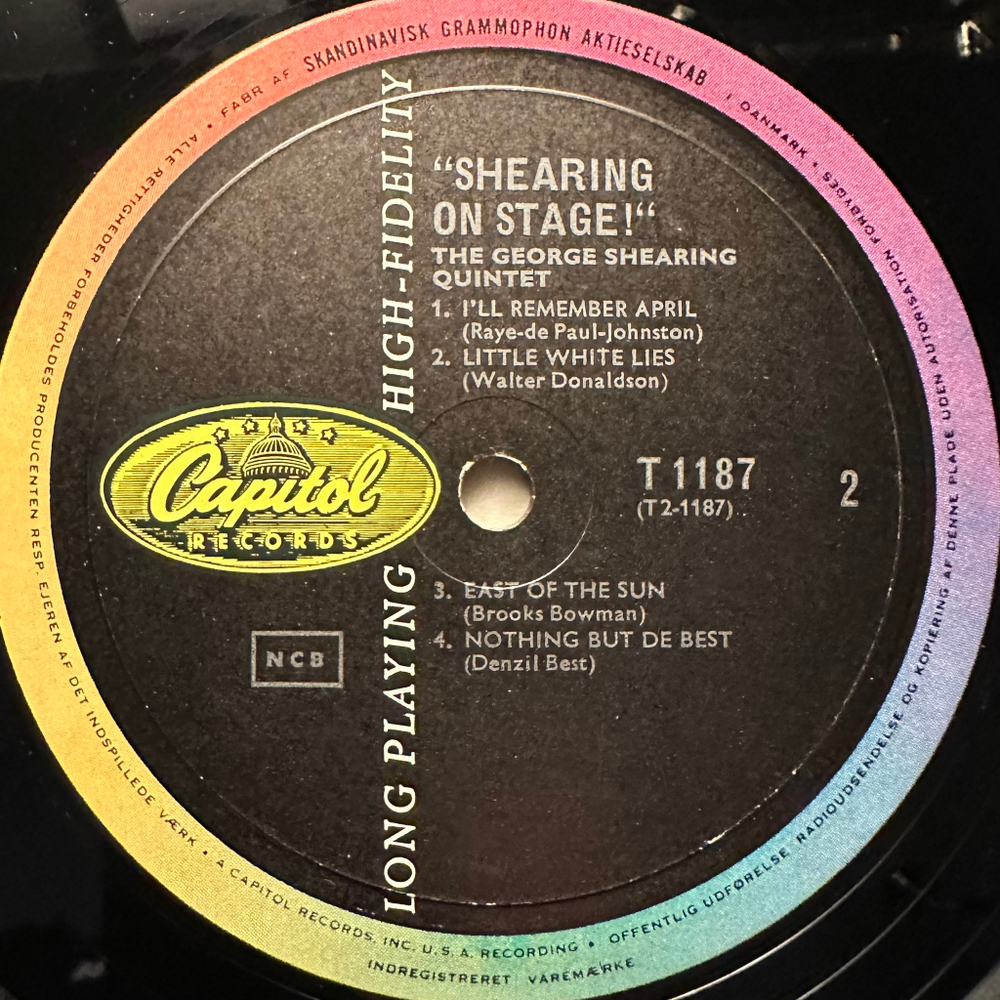 FABR AF SKANDINAVISK GRAMMOPHON AKTIESELSKAB I DANMARK • KOPIERING AF DENNE PLADE UDEN AUTORISATION FORBYDES
ALLE RETTIGHEDER FORBEHOLDES PRODUCENTEN RESP. EJEREN AF DET INDSPILLEDE VÆRK •
LONG PLAYING HIGH-FIDELITY
“SHEARING
ON STAGE!“
THE GEORGE SHEARING
QUINTET
1. I'LL REMEMBER APRIL
(Raye-de Paul-Johnston)
2. LITTLE WHITE LIES
(Walter Donaldson)
Capitol
RECORDS
T 1187
2
(T2-1187)
3. EAST OF THE SUN
(Brooks Bowman)
4. NOTHING BUT DE BEST
(Denzil Best)
NCB
A CAPITOL RECORDS, INC. U.S.A. RECORDING • OFFENTLIG UDFØRELSE RADIOUDSENDELSE OG
INDREGISTRERET VAREMÆRKE